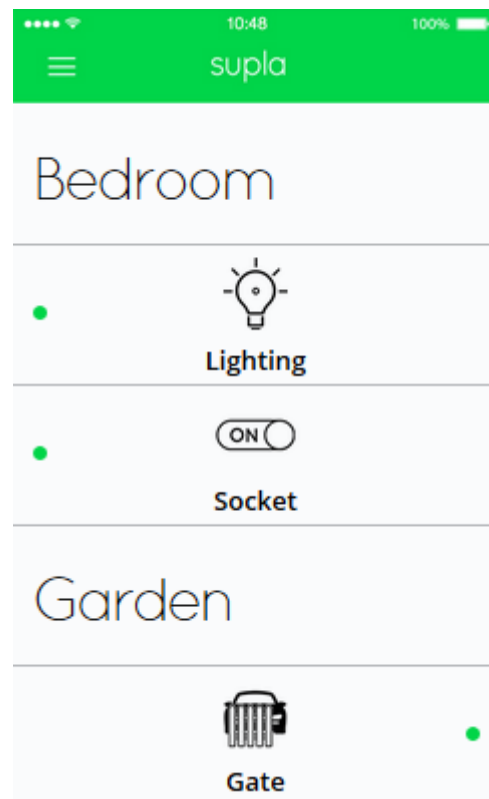 10:48
100%
supla
Bedroom
Lighting
ON
Socket
Garden
Gate